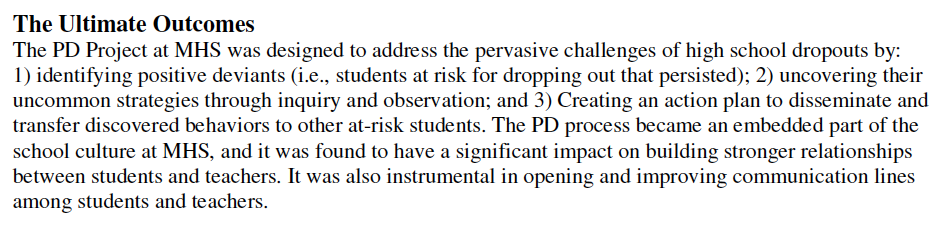 The Ultimate Outcomes
The PD Project at MHS was designed to address the pervasive challenges of high school dropouts by:
1) identifying positive deviants (i.e., students at risk for dropping out that persisted); 2) uncovering their
uncommon strategies through inquiry and observation; and 3) Creating an action plan to disseminate and
transfer discovered behaviors to other at-risk students. The PD process became an embedded part of the
school culture at MHS, and it was found to have a significant impact on building stronger relationships
between students and teachers. It was also instrumental in opening and improving communication lines
among students and teachers.